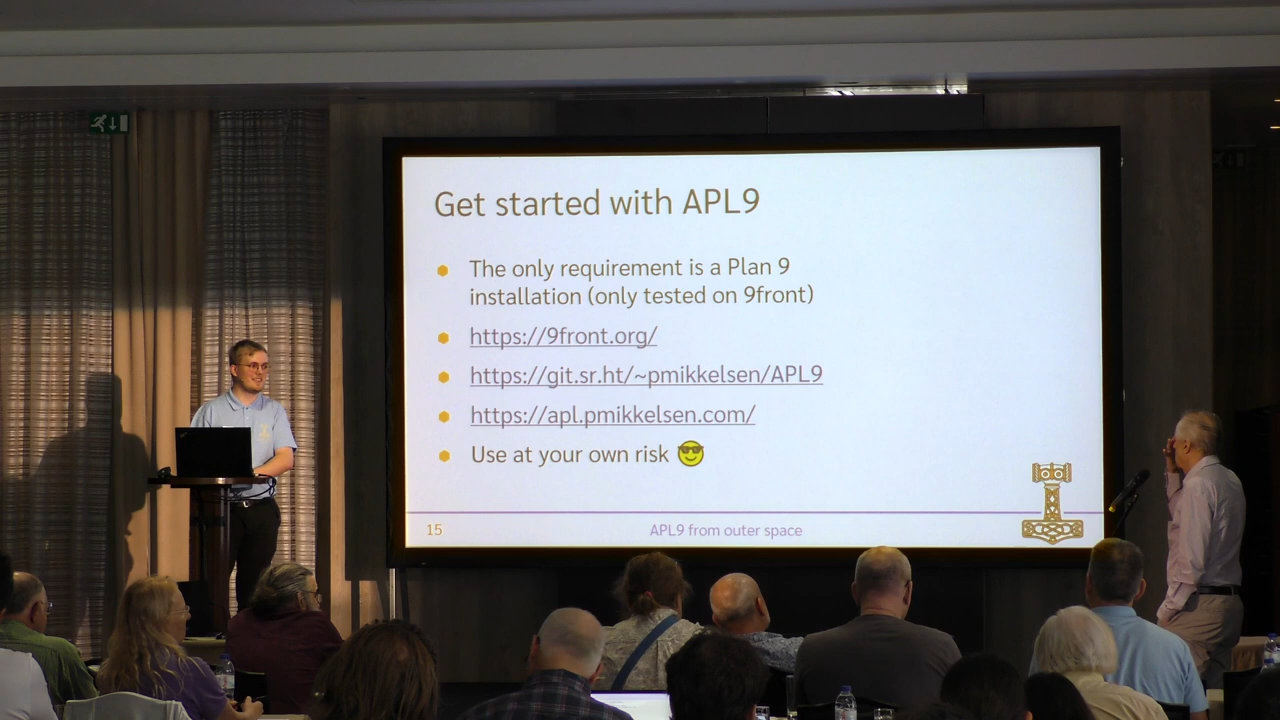 Get started with APL9
The only requirement is a Plan 9
installation (only tested on 9front)
https://9front.org/
https://git.sr.ht/~pmikkelsen/APL9
https://apl.pmikkelsen.com/
Use at your own risk 😎
15
APL9 from outer space